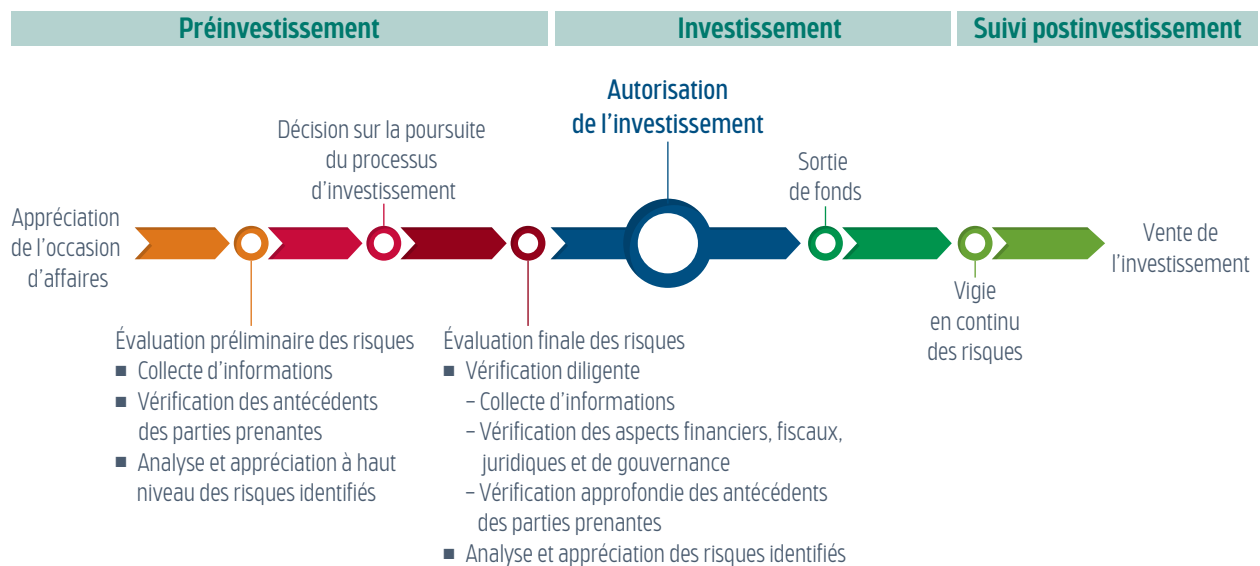 Préinvestissement
Investissement
Suivi postinvestissement
Appréciation
de l'occasion
d'affaires
Évaluation préliminaire des risques
■ Collecte d'informations
■ Vérification des antécédents
des parties prenantes
■ Analyse et appréciation à haut
niveau des risques identifiés
Décision sur la poursuite
du processus
d'investissement
Évaluation finale des risques
■ Vérification diligente
– Collecte d'informations
– Vérification des aspects financiers, fiscaux,
juridiques et de gouvernance
– Vérification approfondie des antécédents
des parties prenantes
■ Analyse et appréciation des risques identifiés
Autorisation
de l'investissement
Sortie
de fonds
Vigie
en continu
des risques
Vente de
l'investissement